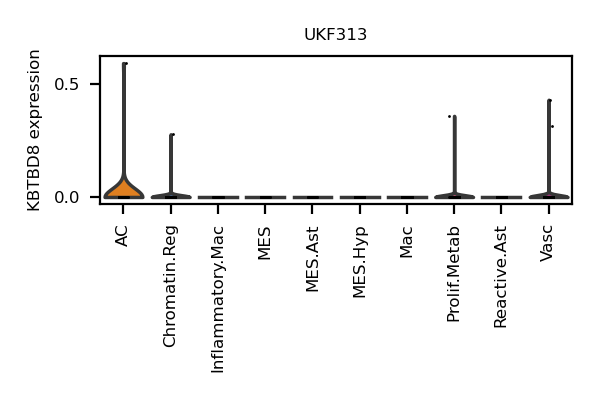 UKF313
KBTBD8 expression
0.5
0.0
AC
Chromatin.Reg
Inflammatory.Mac
MES
MES.Ast
MES.Hyp
Mac
Prolif.Metab
Reactive.Ast
Vasc